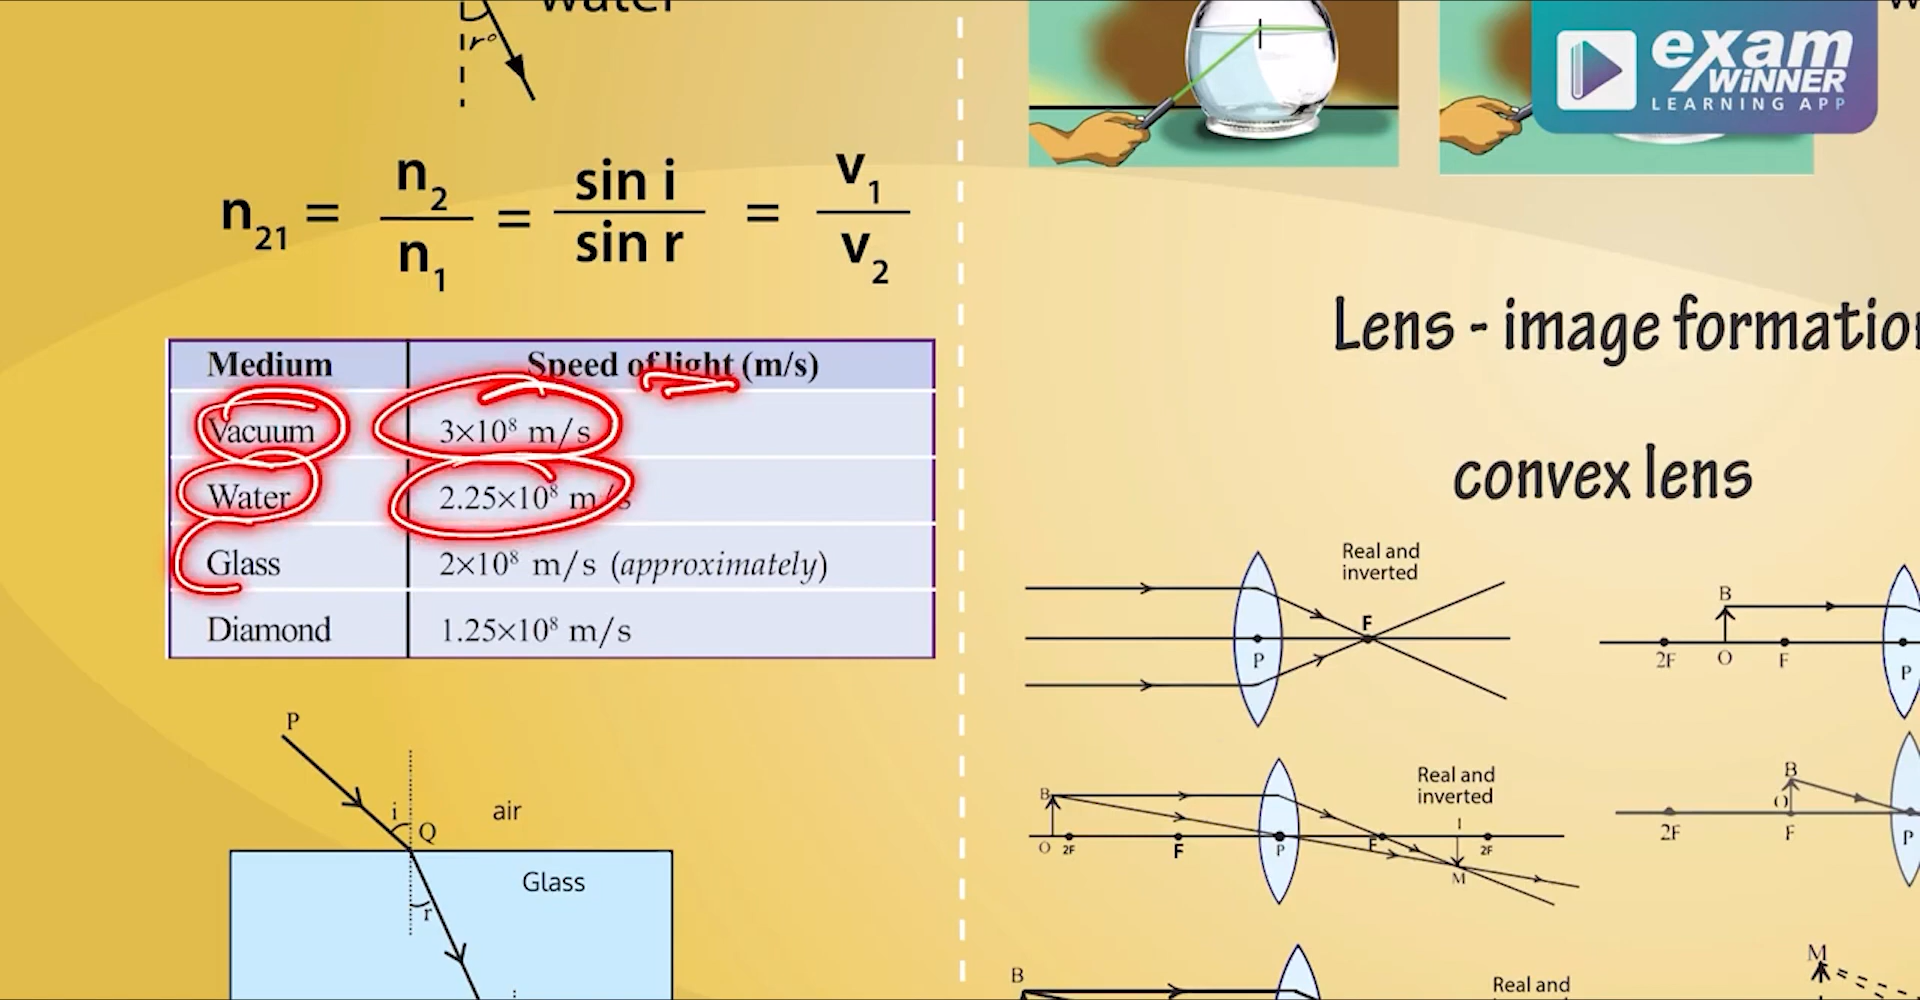 water
r°
exam
WiNNER
LEARNING APP
n21 = n2 / n1 = sin i / sin r = v1 / v2
Medium Speed of light (m/s)
Vacuum 3×10⁸ m/s
Water 2.25×10⁸ m/s
Glass 2×10⁸ m/s (approximately)
Diamond 1.25×10⁸ m/s
P
i
Q
air
Glass
r
Lens - image formation
convex lens
Real and
inverted
F
P
B
2F O F P
Real and
inverted
B
I
O 2F F P F 2F
M
B
O
2F F P
B
Real and
M